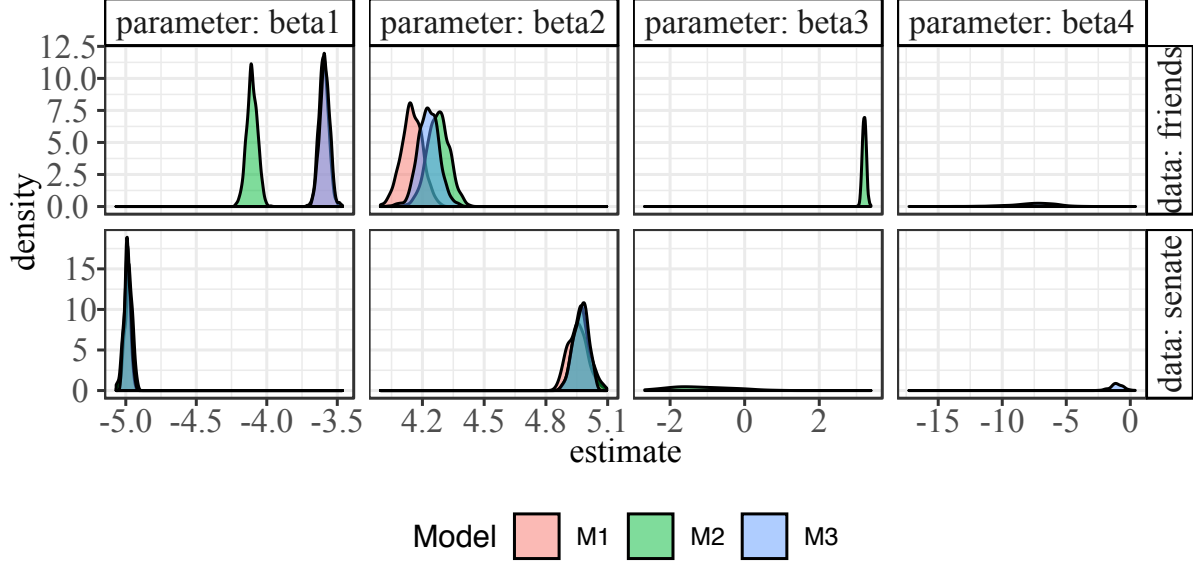 parameter: beta1 parameter: beta2 parameter: beta3 parameter: beta4
12.5
10.0
7.5
5.0
2.5
0.0
data: friends
density
15
10
5
0
data: senate
-5.0 -4.5 -4.0 -3.5 4.2 4.5 4.8 5.1 -2 0 2 -15 -10 -5 0
estimate
Model M1 M2 M3